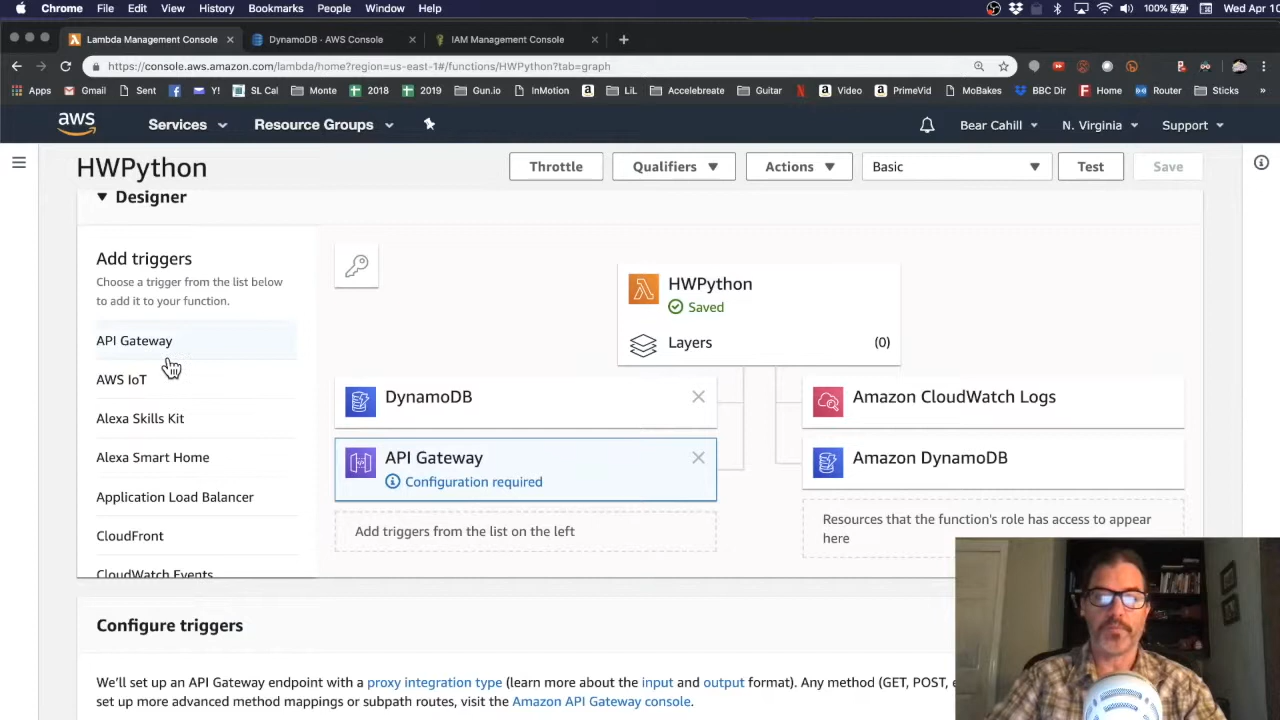 Chrome File Edit View History Bookmarks People Window Help 100% Wed Apr 10
Lambda Management Console DynamoDB - AWS Console IAM Management Console
https://console.aws.amazon.com/lambda/home?region=us-east-1#/functions/HWPython?tab=graph
Apps Gmail Sent Y! SL Cal Monte 2018 2019 Gun.io InMotion LiL Accelebreate Guitar Video PrimeVid MoBakes BBC Dir Home Router Sticks »
aws Services Resource Groups Bear Cahill N. Virginia Support
HWPython Throttle Qualifiers Actions Basic Test Save
Designer
Add triggers
Choose a trigger from the list below
to add it to your function.
API Gateway
AWS IoT
Alexa Skills Kit
Alexa Smart Home
Application Load Balancer
CloudFront
CloudWatch Events
HWPython
Saved
Layers (0)
DynamoDB
API Gateway
Configuration required
Add triggers from the list on the left
Amazon CloudWatch Logs
Amazon DynamoDB
Resources that the function's role has access to appear
here
Configure triggers
We'll set up an API Gateway endpoint with a proxy integration type (learn more about the input and output format). Any method (GET, POST,
set up more advanced method mappings or subpath routes, visit the Amazon API Gateway console.